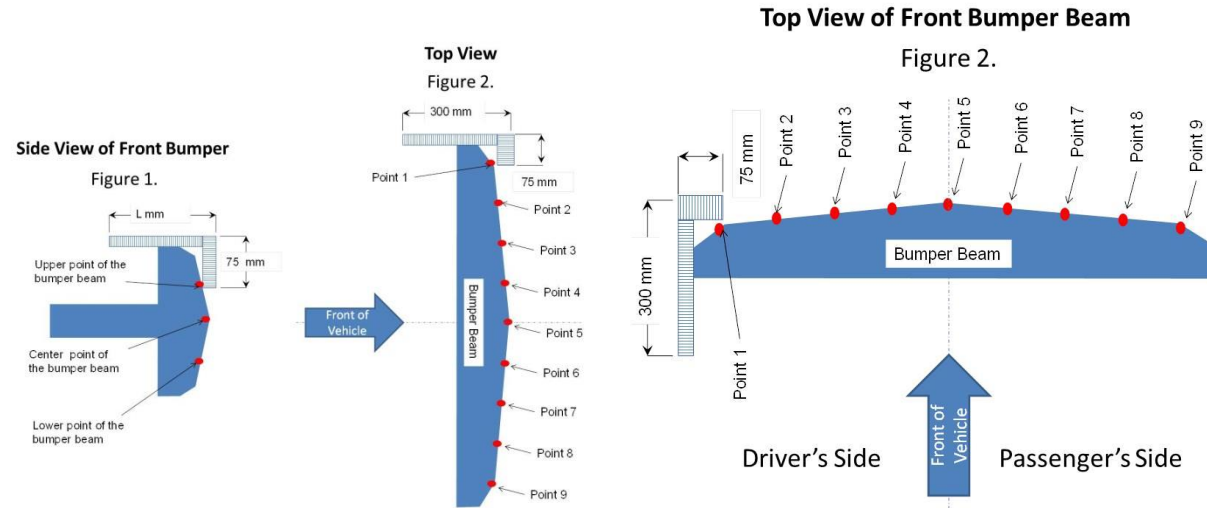 Side View of Front Bumper
Figure 1.
L mm
75 mm
Upper point of the
bumper beam
Center point of
the bumper beam
Lower point of the
bumper beam
Top View
Figure 2.
300 mm
75 mm
Point 1
Point 2
Point 3
Point 4
Point 5
Point 6
Point 7
Point 8
Point 9
Bumper Beam
Front of
Vehicle
Top View of Front Bumper Beam
Figure 2.
75 mm
300 mm
Point 1
Point 2
Point 3
Point 4
Point 5
Point 6
Point 7
Point 8
Point 9
Bumper Beam
Driver’s Side
Front of
Vehicle
Passenger’s Side